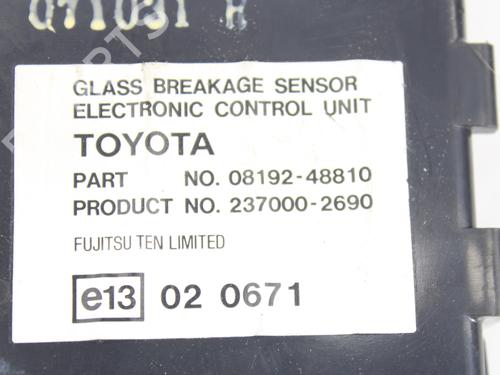 071031 R
GLASS BREAKAGE SENSOR
ELECTRONIC CONTROL UNIT
TOYOTA
PART NO. 08192-48810
PRODUCT NO. 237000-2690
FUJITSU TEN LIMITED
e13 02 0671